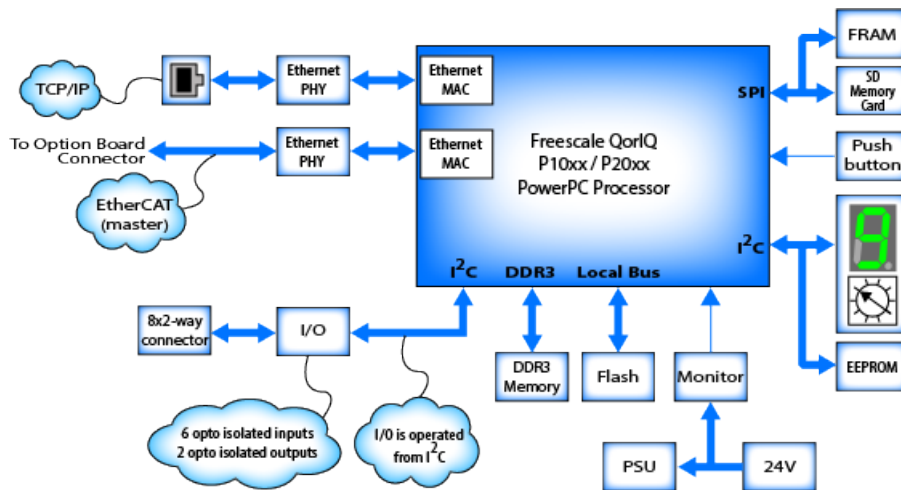 TCP/IP
Ethernet
PHY
Ethernet
MAC
SPI
FRAM
SD
Memory
Card
To Option Board
Connector
Ethernet
PHY
Ethernet
MAC
Freescale QorIQ
P10xx / P20xx
PowerPC Processor
Push
button
EtherCAT
(master)
I²C
9
I²C
DDR3
Local Bus
8x2-way
connector
I/O
DDR3
Memory
Flash
Monitor
EEPROM
6 opto isolated inputs
2 opto isolated outputs
I/0 is operated
from I²C
PSU
24V